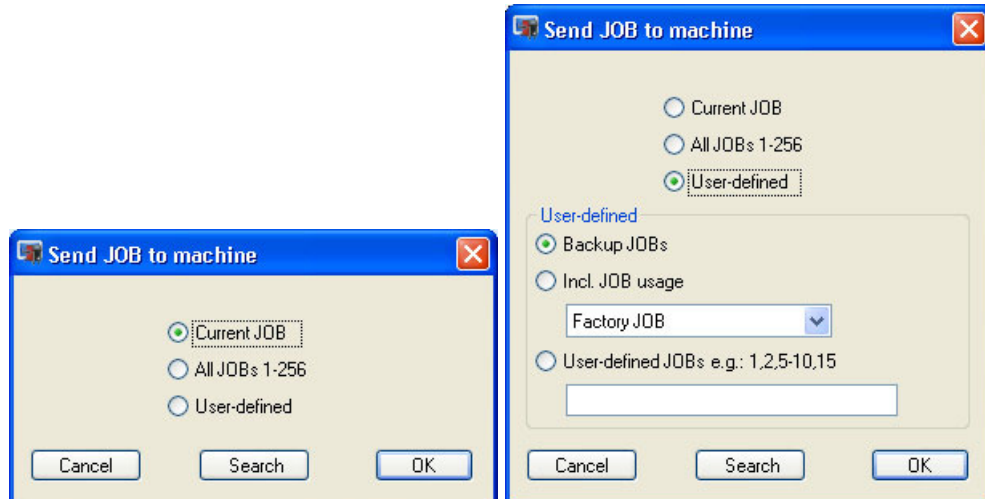 Send JOB to machine
Current JOB
All JOBs 1-256
User-defined
Cancel
Search
OK
Send JOB to machine
Current JOB
All JOBs 1-256
User-defined
User-defined
Backup JOBs
Incl. JOB usage
Factory JOB
User-defined JOBs e.g.: 1,2,5-10,15
Cancel
Search
OK